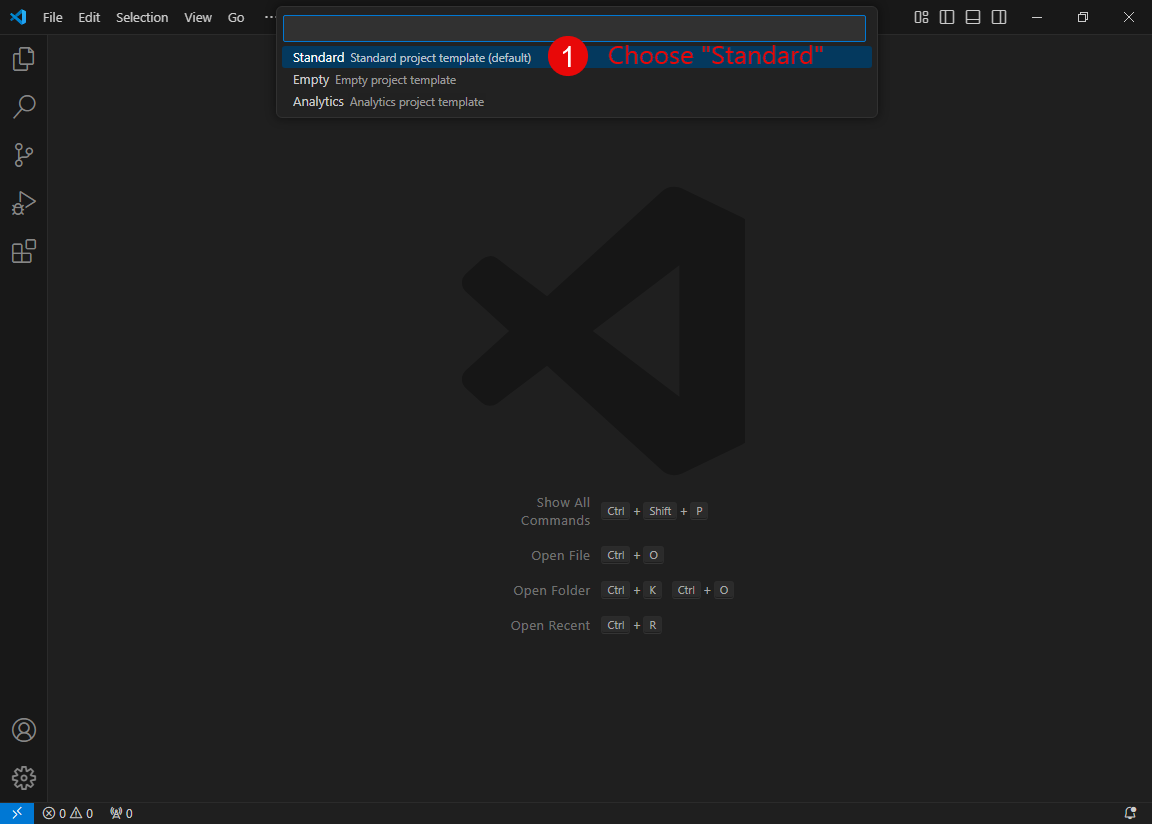 File Edit Selection View Go ...
Standard Standard project template (default) 1 Choose "Standard"
Empty Empty project template
Analytics Analytics project template
Show All
Commands Ctrl + Shift + P
Open File Ctrl + O
Open Folder Ctrl + K Ctrl + O
Open Recent Ctrl + R
0 0 0